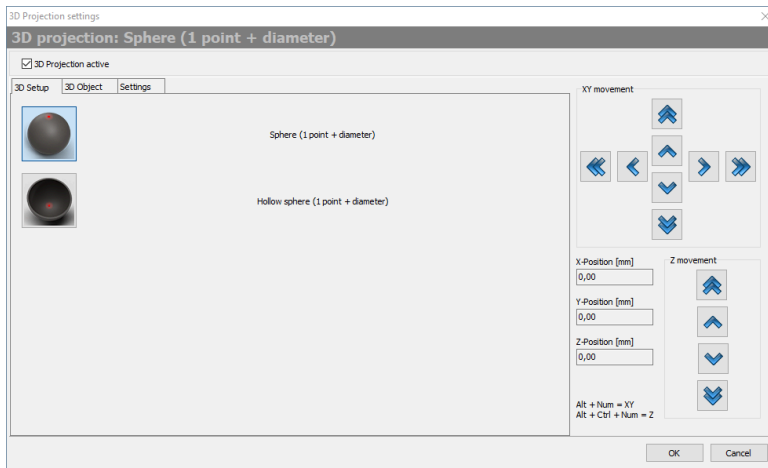 3D Projection settings
3D projection: Sphere (1 point + diameter)
3D Projection active
3D Setup 3D Object Settings
Sphere (1 point + diameter)
Hollow sphere (1 point + diameter)
XY movement
X-Position [mm]
0,00
Y-Position [mm]
0,00
Z-Position [mm]
0,00
Z movement
Alt + Num = XY
Alt + Ctrl + Num = Z
OK Cancel